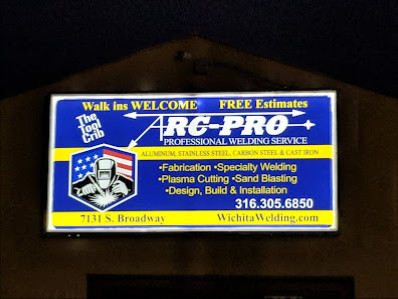 Walk ins WELCOME FREE Estimates
The Tool Crib
ARC-PRO
PROFESSIONAL WELDING SERVICE
ALUMINUM, STAINLESS STEEL, CARBON STEEL & CAST IRON
•Fabrication •Specialty Welding
•Plasma Cutting •Sand Blasting
•Design, Build & Installation
316.305.6850
7131 S. Broadway WichitaWelding.com